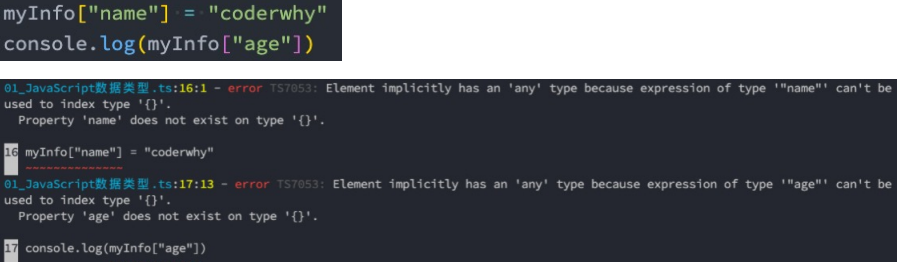 myInfo["name"] = "coderwhy"
console.log(myInfo["age"])
01_JavaScript数据类型.ts:16:1 - error TS7053: Element implicitly has an 'any' type because expression of type '"name"' can't be
used to index type '{}'.
  Property 'name' does not exist on type '{}'.
16 myInfo["name"] = "coderwhy"
   ~~~~~~~~~~~~~~
01_JavaScript数据类型.ts:17:13 - error TS7053: Element implicitly has an 'any' type because expression of type '"age"' can't be
used to index type '{}'.
  Property 'age' does not exist on type '{}'.
17 console.log(myInfo["age"])